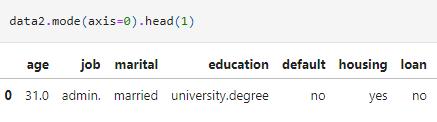 data2.mode(axis=0).head(1)
age job marital education default housing loan
0 31.0 admin. married university.degree no yes no